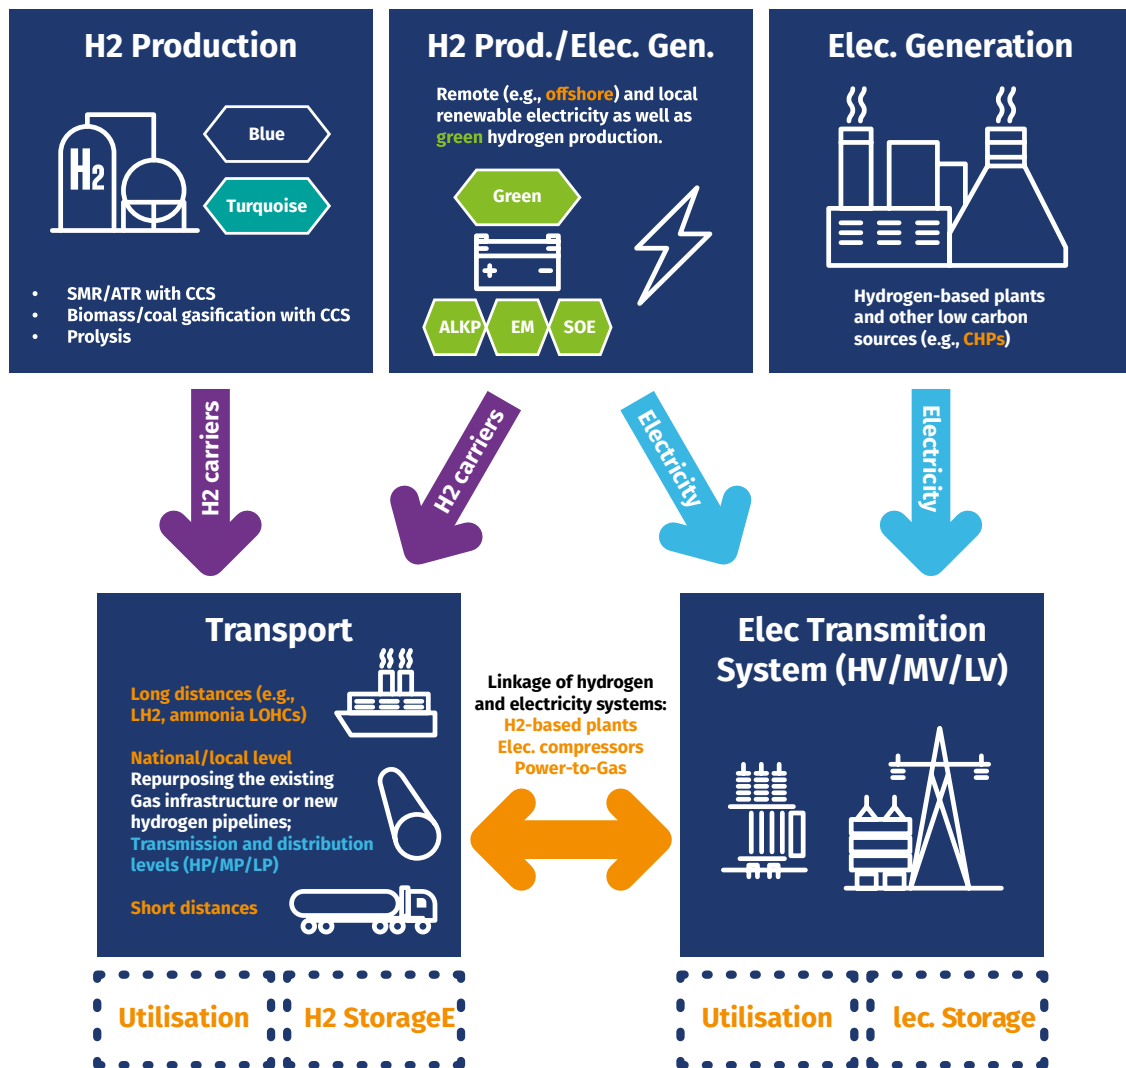 H2 Production
H2
Blue
Turquoise
• SMR/ATR with CCS
• Biomass/coal gasification with CCS
• Prolysis
H2 Prod./Elec. Gen.
Remote (e.g., offshore) and local
renewable electricity as well as
green hydrogen production.
Green
+ −
ALKP EM SOE
Elec. Generation
Hydrogen-based plants
and other low carbon
sources (e.g., CHPs)
H2 carriers
H2 carriers
Electricity
Electricity
Transport
Long distances (e.g.,
LH2, ammonia LOHCs)
National/local level
Repurposing the existing
Gas infrastructure or new
hydrogen pipelines;
Transmission and distribution
levels (HP/MP/LP)
Short distances
Linkage of hydrogen
and electricity systems:
H2-based plants
Elec. compressors
Power-to-Gas
Elec Transmition
System (HV/MV/LV)
Utilisation
H2 StorageE
Utilisation
lec. Storage